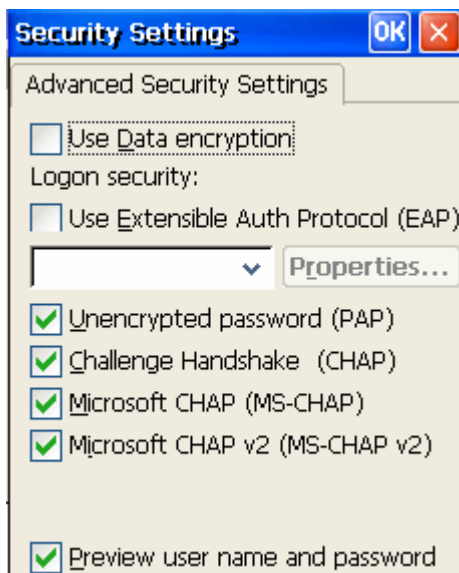 Security Settings OK
Advanced Security Settings
Use Data encryption
Logon security:
Use Extensible Auth Protocol (EAP)
Properties...
Unencrypted password (PAP)
Challenge Handshake (CHAP)
Microsoft CHAP (MS-CHAP)
Microsoft CHAP v2 (MS-CHAP v2)
Preview user name and password